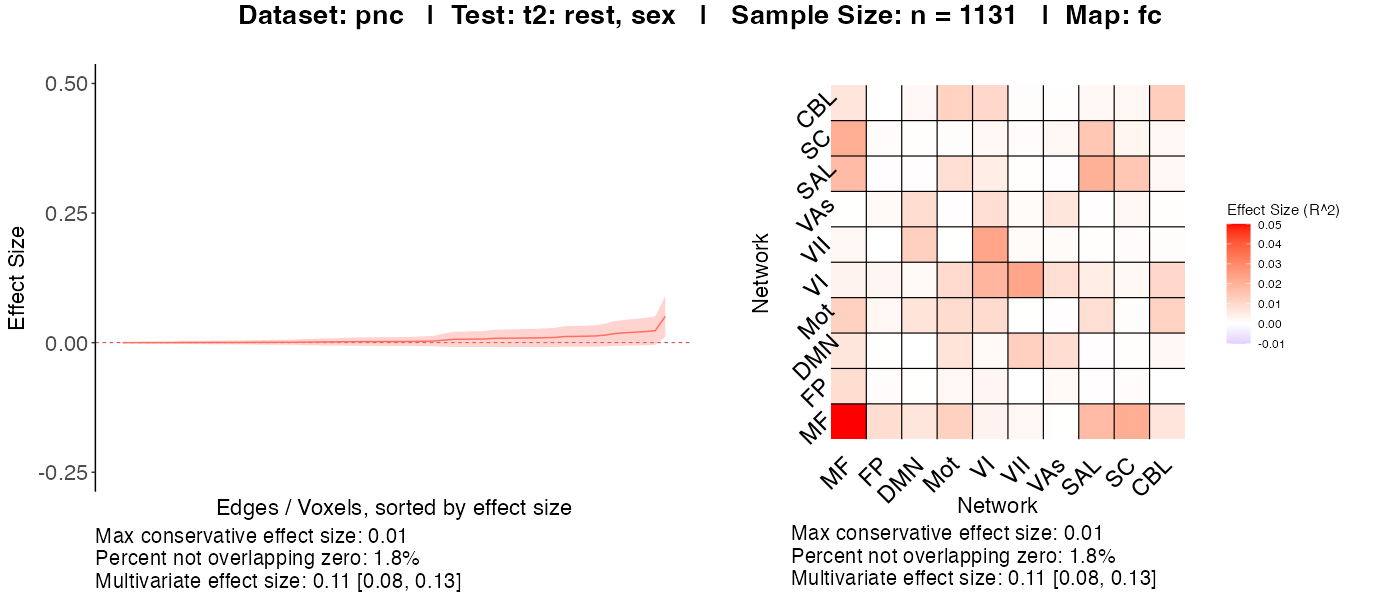 Dataset: pnc | Test: t2: rest, sex | Sample Size: n = 1131 | Map: fc
0.50
0.25
0.00
-0.25
Effect Size
Edges / Voxels, sorted by effect size
Max conservative effect size: 0.01
Percent not overlapping zero: 1.8%
Multivariate effect size: 0.11 [0.08, 0.13]
Network
CBL
SC
SAL
VAs
VII
VI
Mot
DMN
FP
MF
MF
FP
DMN
Mot
VI
VII
VAs
SAL
SC
CBL
Network
Max conservative effect size: 0.01
Percent not overlapping zero: 1.8%
Multivariate effect size: 0.11 [0.08, 0.13]
Effect Size (R^2)
0.05
0.04
0.03
0.02
0.01
0.00
-0.01